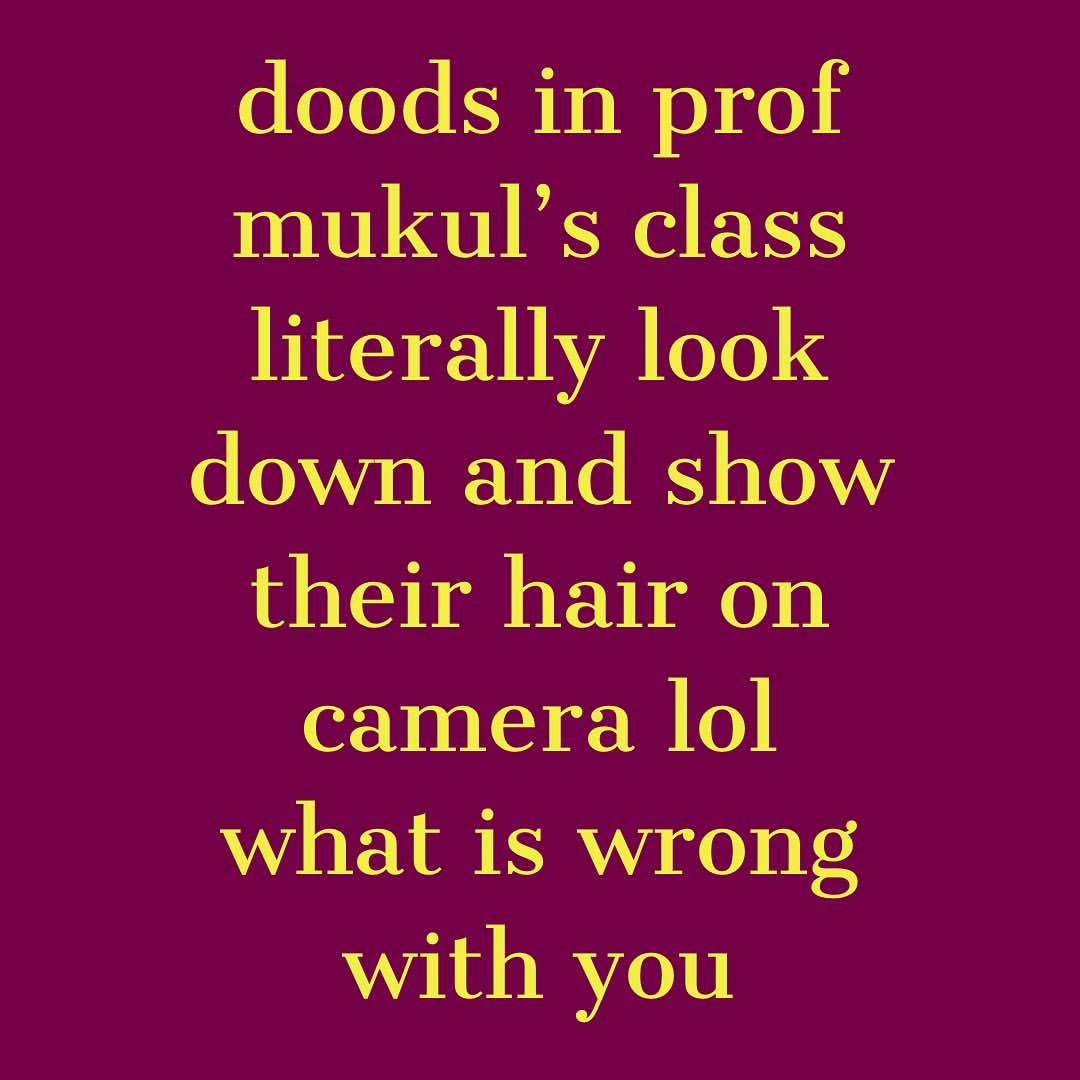 doods in prof
mukul’s class
literally look
down and show
their hair on
camera lol
what is wrong
with you